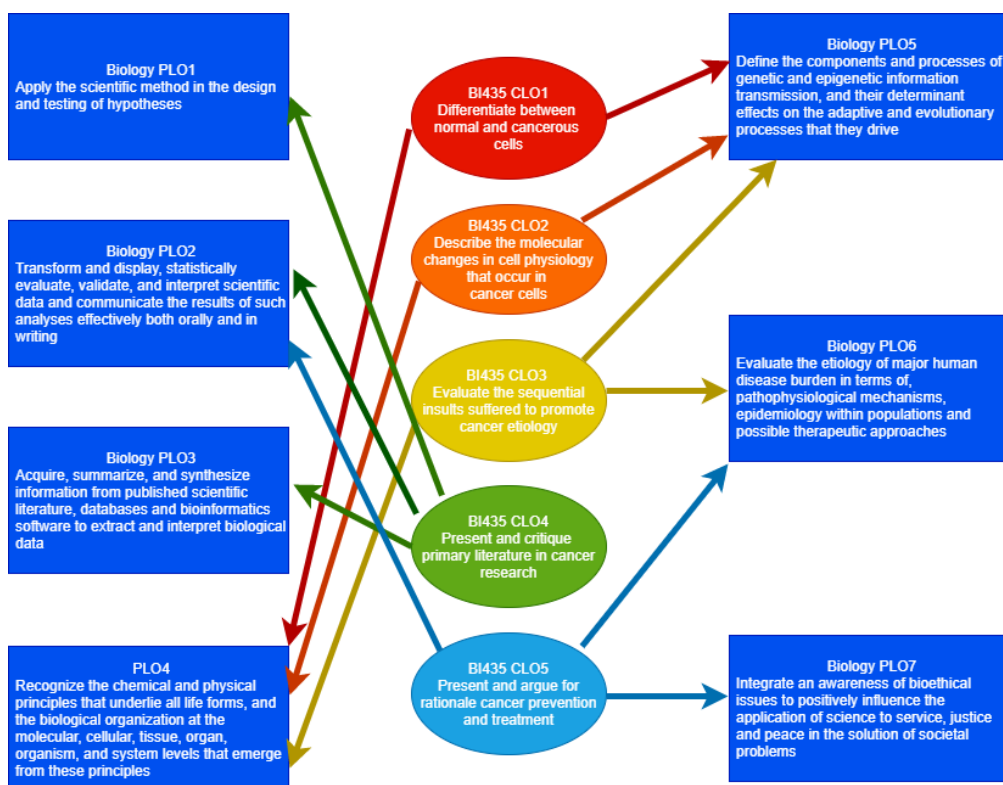 Biology PLO1
Apply the scientific method in the design
and testing of hypotheses
Biology PLO2
Transform and display, statistically
evaluate, validate, and interpret scientific
data and communicate the results of such
analyses effectively both orally and in
writing
Biology PLO3
Acquire, summarize, and synthesize
information from published scientific
literature, databases and bioinformatics
software to extract and interpret biological
data
PLO4
Recognize the chemical and physical
principles that underlie all life forms, and
the biological organization at the
molecular, cellular, tissue, organ,
organism, and system levels that emerge
from these principles
BI435 CLO1
Differentiate between
normal and cancerous
cells
BI435 CLO2
Describe the molecular
changes in cell physiology
that occur in
cancer cells
BI435 CLO3
Evaluate the sequential
insults suffered to promote
cancer etiology
BI435 CLO4
Present and critique
primary literature in cancer
research
BI435 CLO5
Present and argue for
rationale cancer prevention
and treatment
Biology PLO5
Define the components and processes of
genetic and epigenetic information
transmission, and their determinant
effects on the adaptive and evolutionary
processes that they drive
Biology PLO6
Evaluate the etiology of major human
disease burden in terms of,
pathophysiological mechanisms,
epidemiology within populations and
possible therapeutic approaches
Biology PLO7
Integrate an awareness of bioethical
issues to positively influence the
application of science to service, justice
and peace in the solution of societal
problems